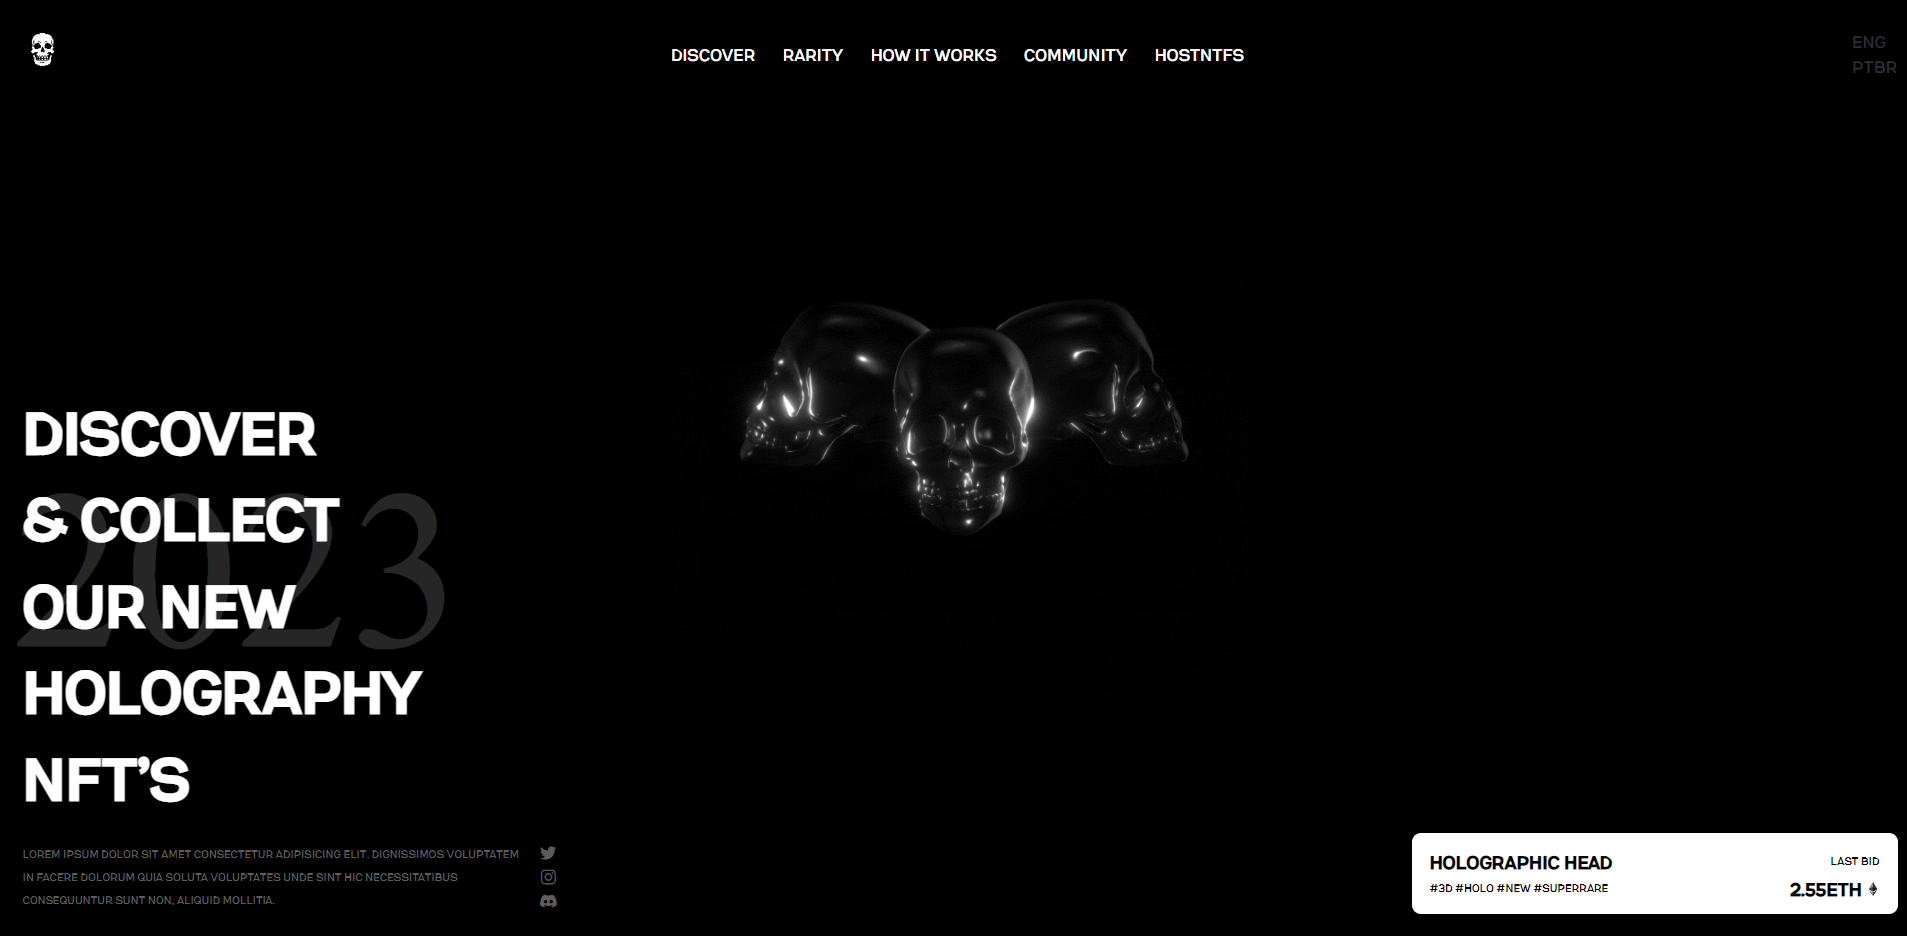 DISCOVER RARITY HOW IT WORKS COMMUNITY HOSTNTFS
ENG
PTBR
DISCOVER
& COLLECT
2023
OUR NEW
HOLOGRAPHY
NFT’S
LOREM IPSUM DOLOR SIT AMET CONSECTETUR ADIPISICING ELIT. DIGNISSIMOS VOLUPTATEM
IN FACERE DOLORUM QUIA SOLUTA VOLUPTATES UNDE SINT HIC NECESSITATIBUS
CONSEQUUNTUR SUNT NON, ALIQUID MOLLITIA.
HOLOGRAPHIC HEAD
#3D #HOLO #NEW #SUPERRARE
LAST BID
2.55ETH